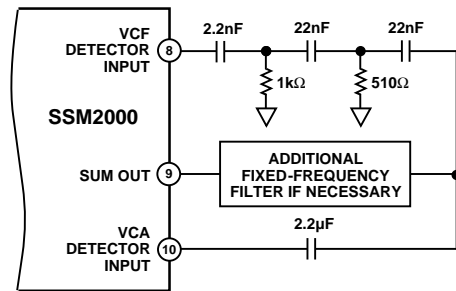 VCF
DETECTOR
INPUT
8
2.2nF
22nF
22nF
1kΩ
510Ω
SSM2000
SUM OUT
9
ADDITIONAL
FIXED-FREQUENCY
FILTER IF NECESSARY
VCA
DETECTOR
INPUT
10
2.2µF